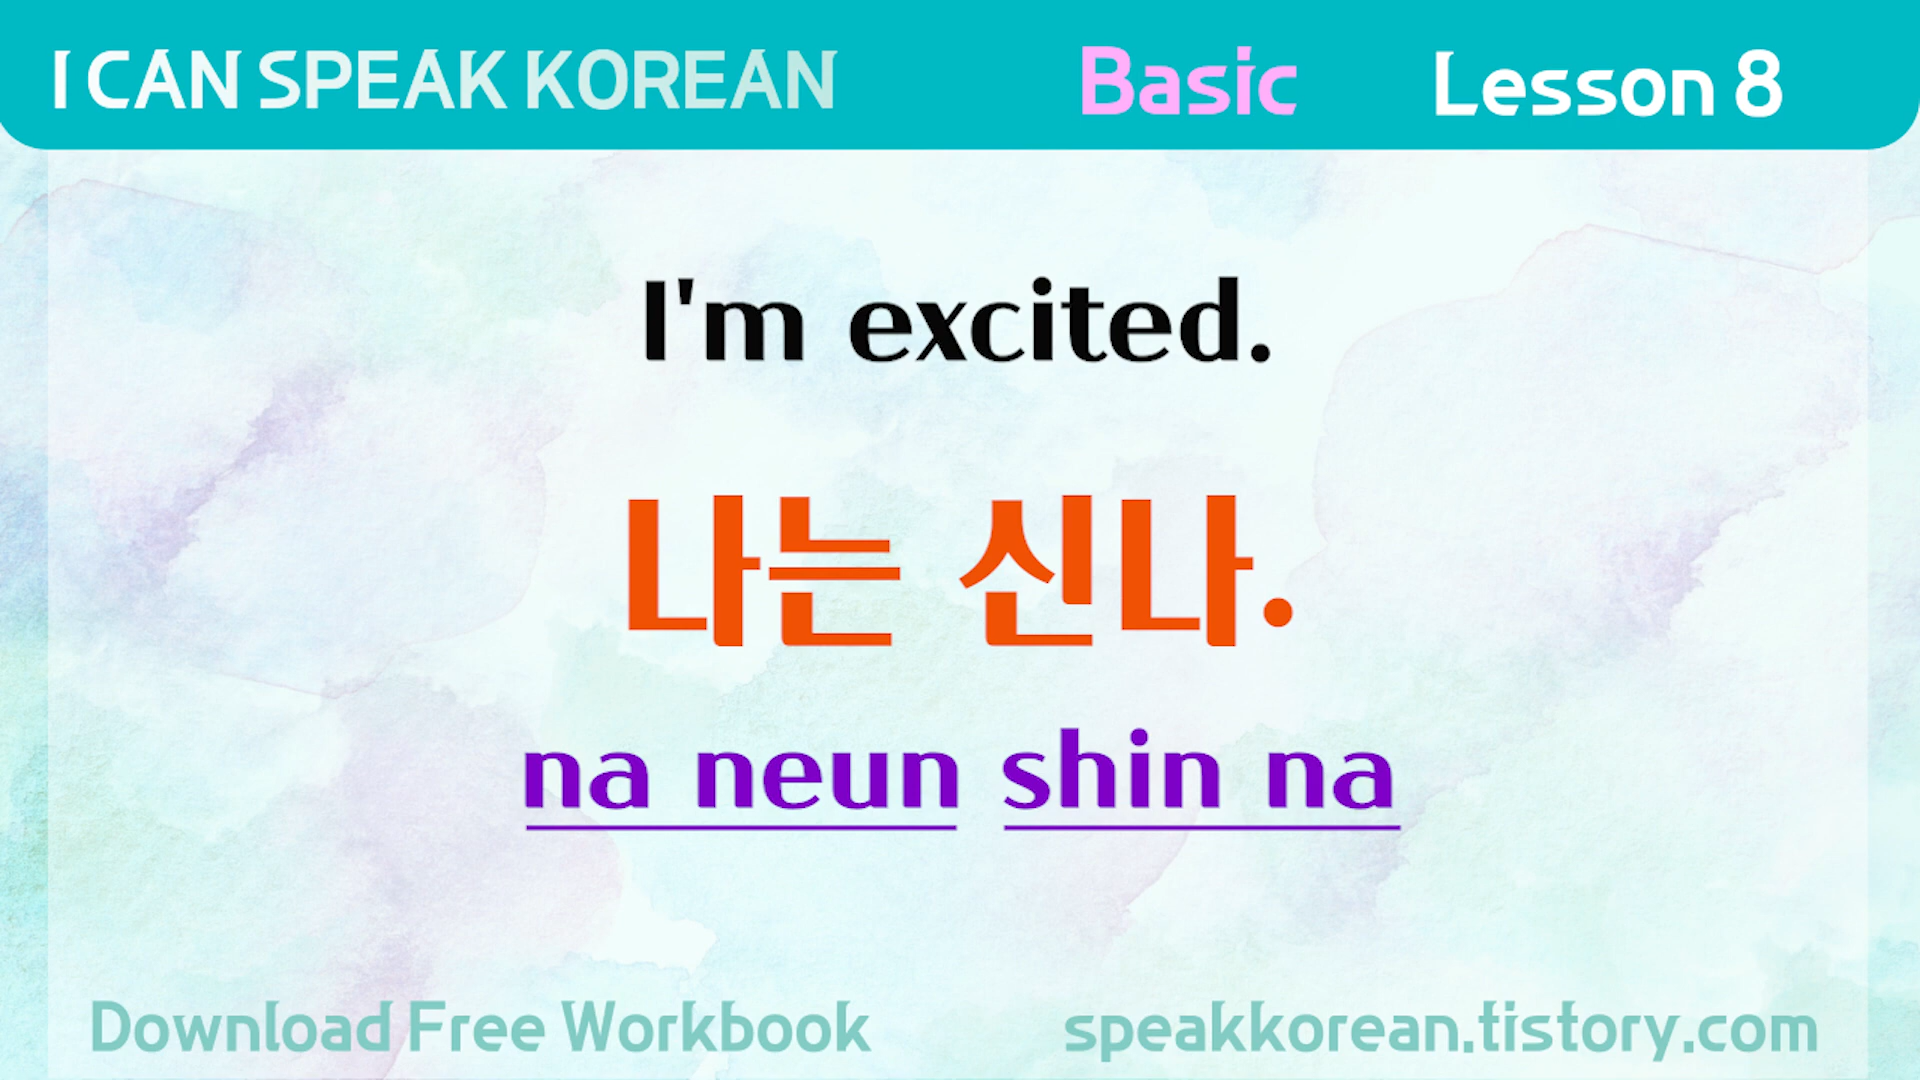 I CAN SPEAK KOREAN Basic Lesson 8
I'm excited.
나는 신나.
na neun shin na
Download Free Workbook speakkorean.tistory.com